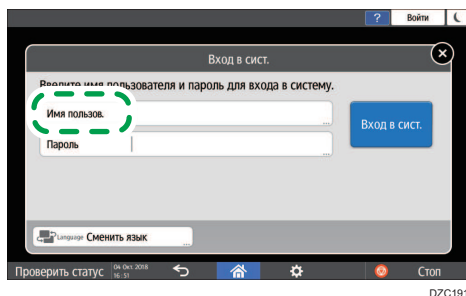 ? Войти
Вход в сист.
Введите имя пользователя и пароль для входа в систему.
Имя пользов.
...
Вход в сист.
Пароль
...
Language Сменить язык ...
Проверить статус 04 Окт. 2018 16:51 Стоп
DZC191